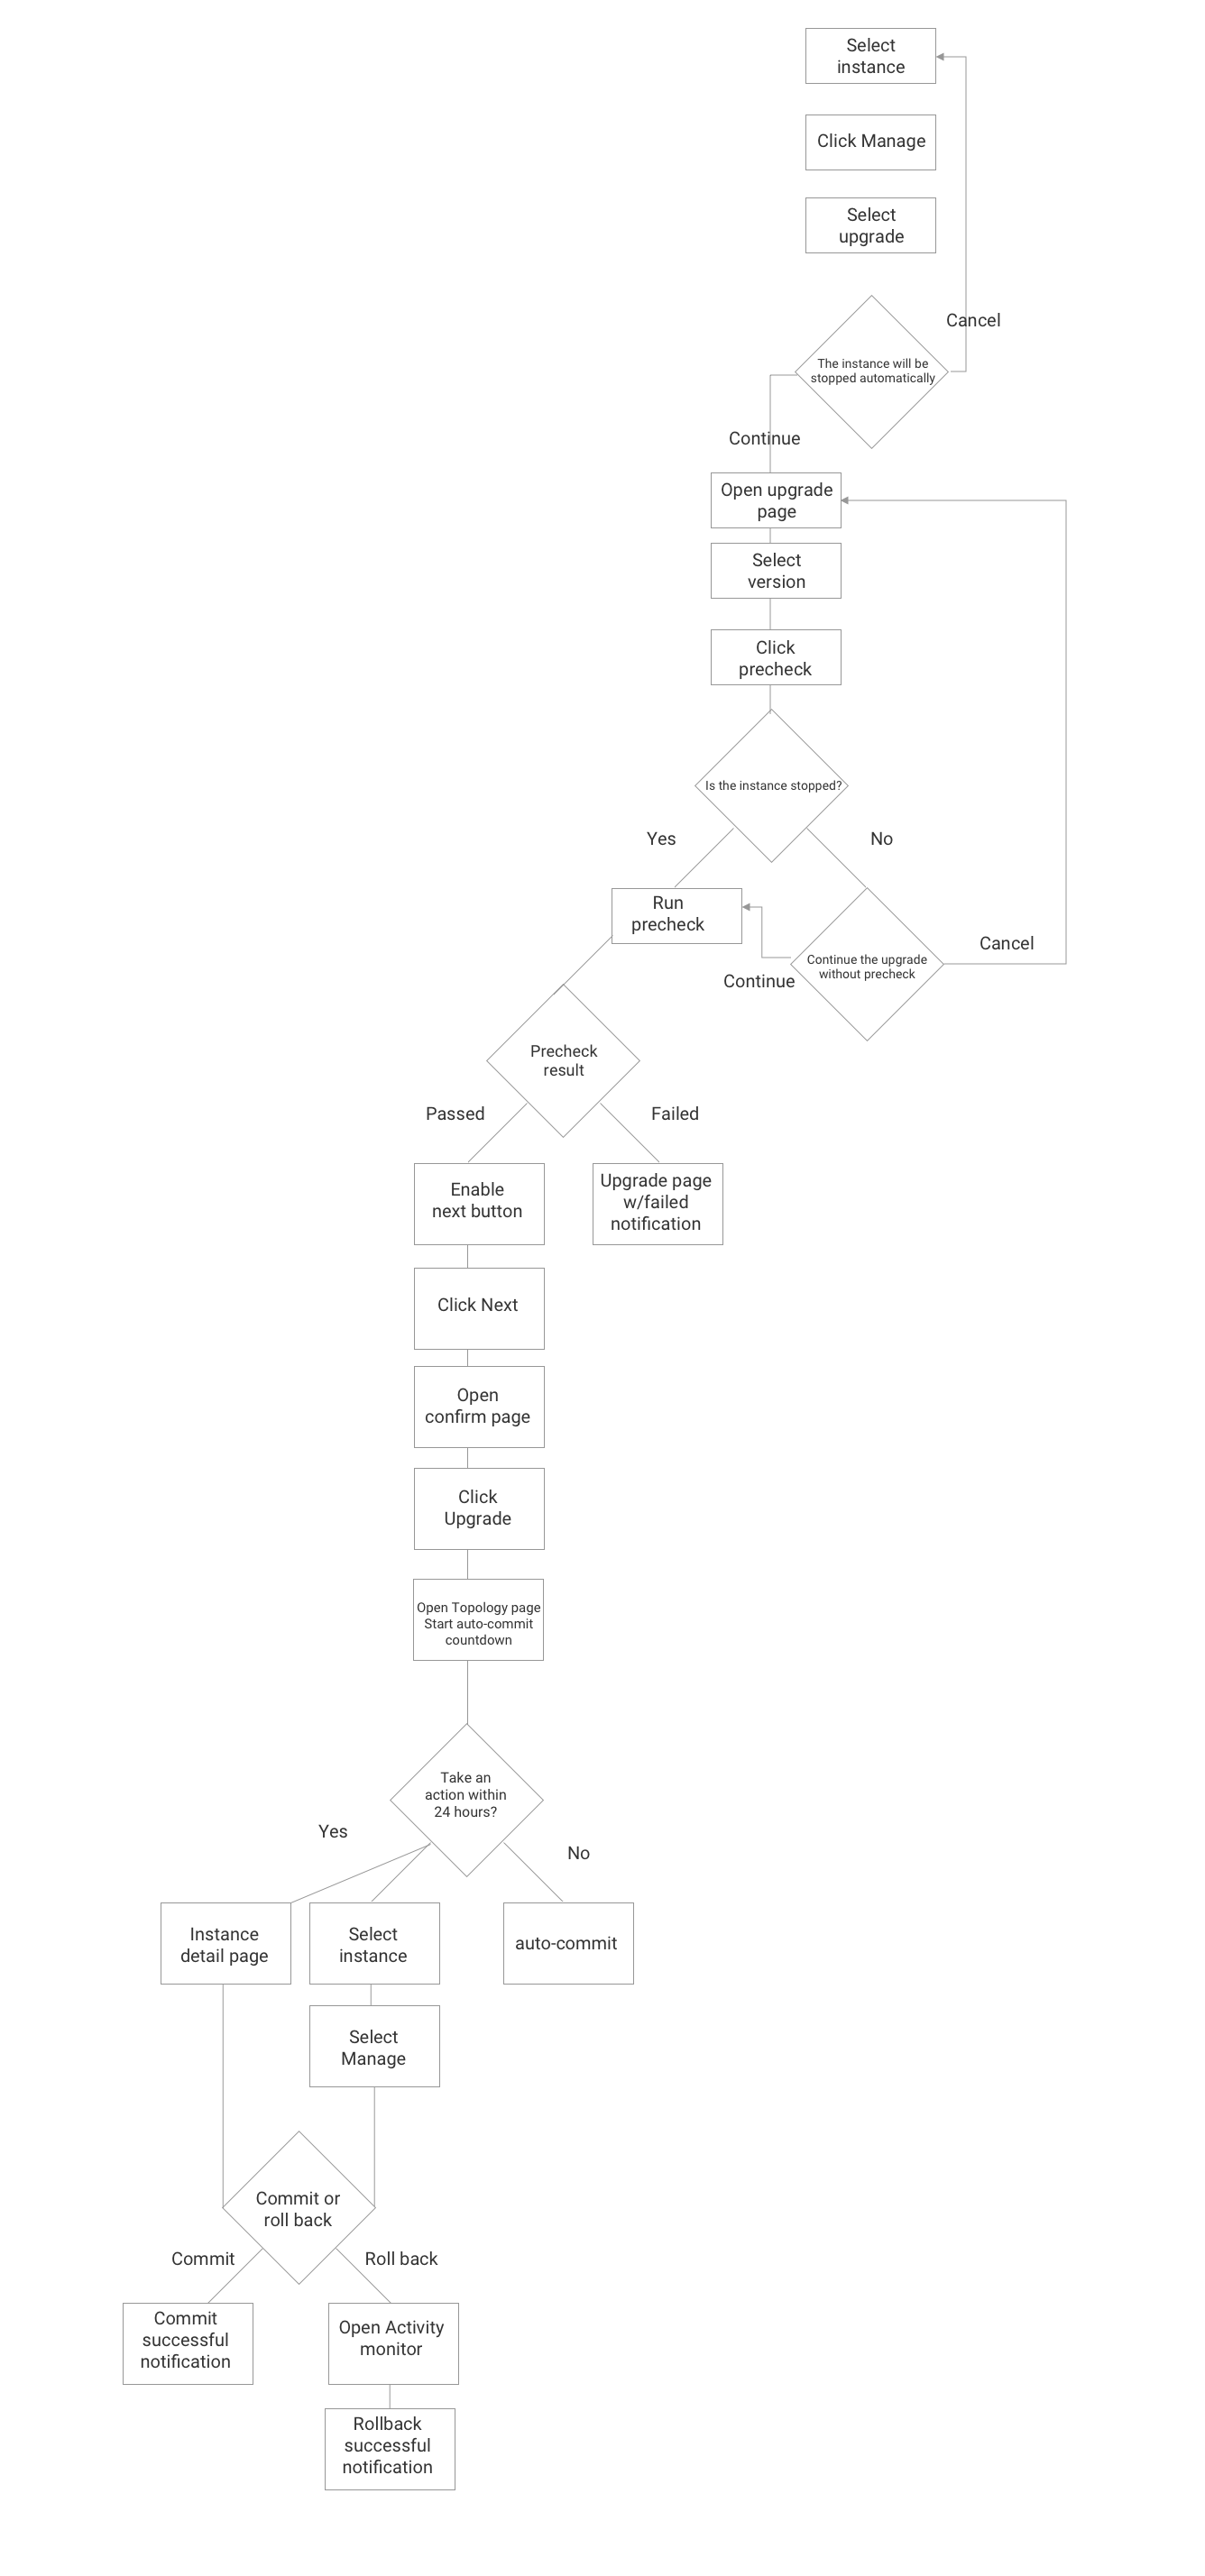 Select
instance
Click Manage
Select
upgrade
Cancel
The instance will be
stopped automatically
Continue
Open upgrade
page
Select
version
Click
precheck
Is the instance stopped?
Yes
No
Run
precheck
Cancel
Continue the upgrade
without precheck
Continue
Precheck
result
Passed
Failed
Enable
next button
Upgrade page
w/failed
notification
Click Next
Open
confirm page
Click
Upgrade
Open Topology page
Start auto-commit
countdown
Take an
action within
24 hours?
Yes
No
Instance
detail page
Select
instance
auto-commit
Select
Manage
Commit or
roll back
Commit
Roll back
Commit
successful
notification
Open Activity
monitor
Rollback
successful
notification